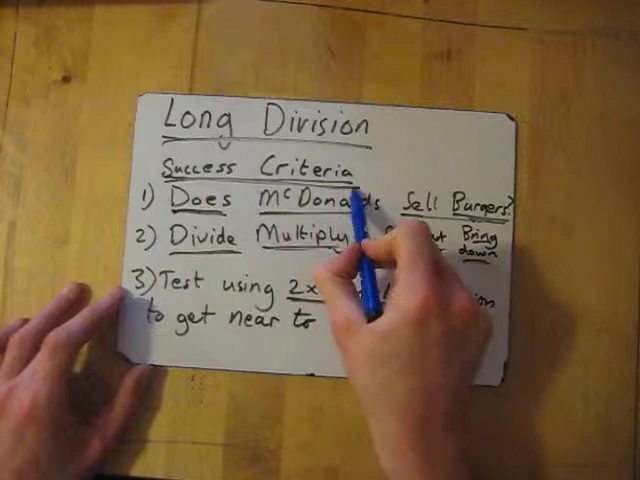 Long Division
Success Criteria
1) Does McDonalds Sell Burgers?
2) Divide Multiply Bring down
3) Test using 2x
to get near to